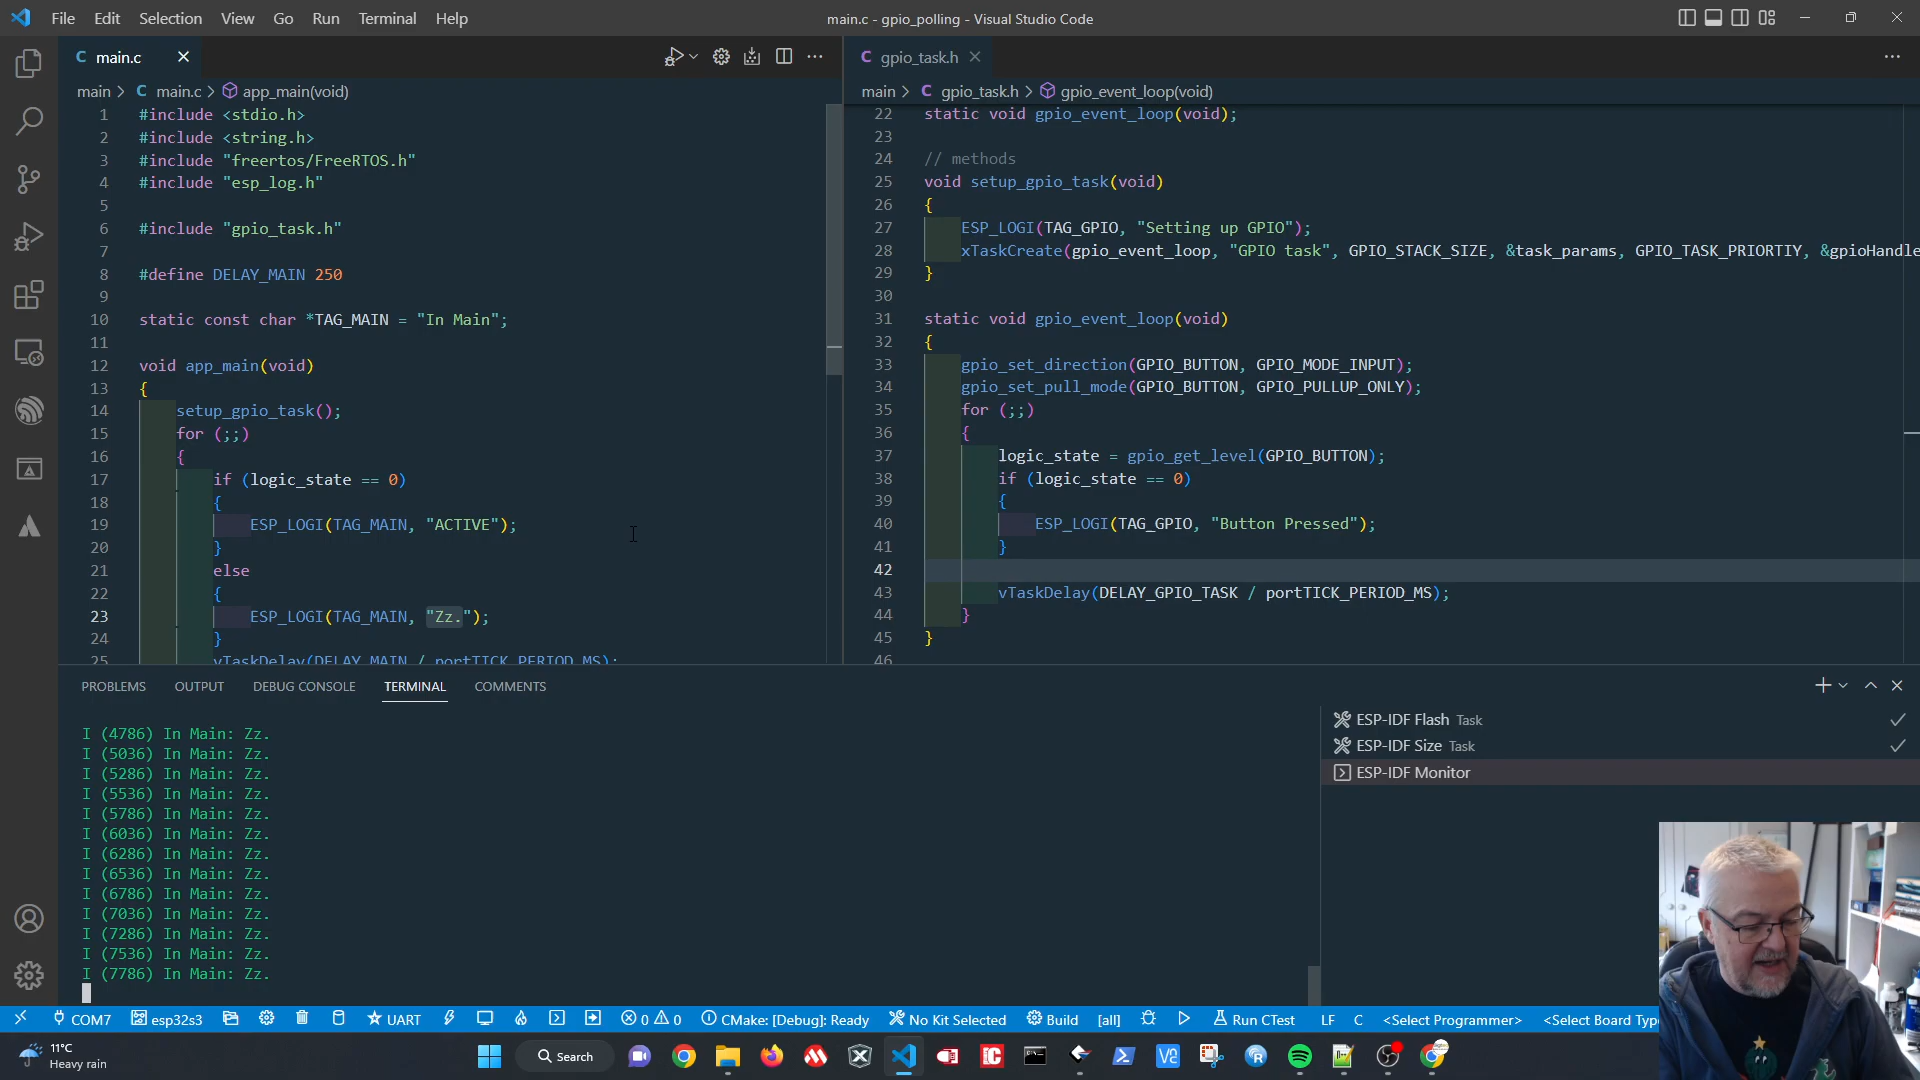 File Edit Selection View Go Run Terminal Help
main.c - gpio_polling - Visual Studio Code
C main.c
main > C main.c > app_main(void)
1 #include <stdio.h>
2 #include <string.h>
3 #include "freertos/FreeRTOS.h"
4 #include "esp_log.h"
5
6 #include "gpio_task.h"
7
8 #define DELAY_MAIN 250
9
10 static const char *TAG_MAIN = "In Main";
11
12 void app_main(void)
13 {
14 setup_gpio_task();
15 for (;;)
16 {
17 if (logic_state == 0)
18 {
19 ESP_LOGI(TAG_MAIN, "ACTIVE");
20 }
21 else
22 {
23 ESP_LOGI(TAG_MAIN, "Zz.");
24 }
25 vTaskDelay(DELAY_MAIN / portTICK_PERIOD_MS);
C gpio_task.h
main > C gpio_task.h > gpio_event_loop(void)
22 static void gpio_event_loop(void);
23
24 // methods
25 void setup_gpio_task(void)
26 {
27 ESP_LOGI(TAG_GPIO, "Setting up GPIO");
28 xTaskCreate(gpio_event_loop, "GPIO task", GPIO_STACK_SIZE, &task_params, GPIO_TASK_PRIORTIY, &gpioHandle
29 }
30
31 static void gpio_event_loop(void)
32 {
33 gpio_set_direction(GPIO_BUTTON, GPIO_MODE_INPUT);
34 gpio_set_pull_mode(GPIO_BUTTON, GPIO_PULLUP_ONLY);
35 for (;;)
36 {
37 logic_state = gpio_get_level(GPIO_BUTTON);
38 if (logic_state == 0)
39 {
40 ESP_LOGI(TAG_GPIO, "Button Pressed");
41 }
42
43 vTaskDelay(DELAY_GPIO_TASK / portTICK_PERIOD_MS);
44 }
45 }
46
PROBLEMS OUTPUT DEBUG CONSOLE TERMINAL COMMENTS
I (4786) In Main: Zz.
I (5036) In Main: Zz.
I (5286) In Main: Zz.
I (5536) In Main: Zz.
I (5786) In Main: Zz.
I (6036) In Main: Zz.
I (6286) In Main: Zz.
I (6536) In Main: Zz.
I (6786) In Main: Zz.
I (7036) In Main: Zz.
I (7286) In Main: Zz.
I (7536) In Main: Zz.
I (7786) In Main: Zz.
ESP-IDF Flash Task
ESP-IDF Size Task
ESP-IDF Monitor
COM7 esp32s3 UART 0 0 CMake: [Debug]: Ready No Kit Selected Build [all] Run CTest LF C <Select Programmer> <Select Board Typ
11°C
Heavy rain
Search